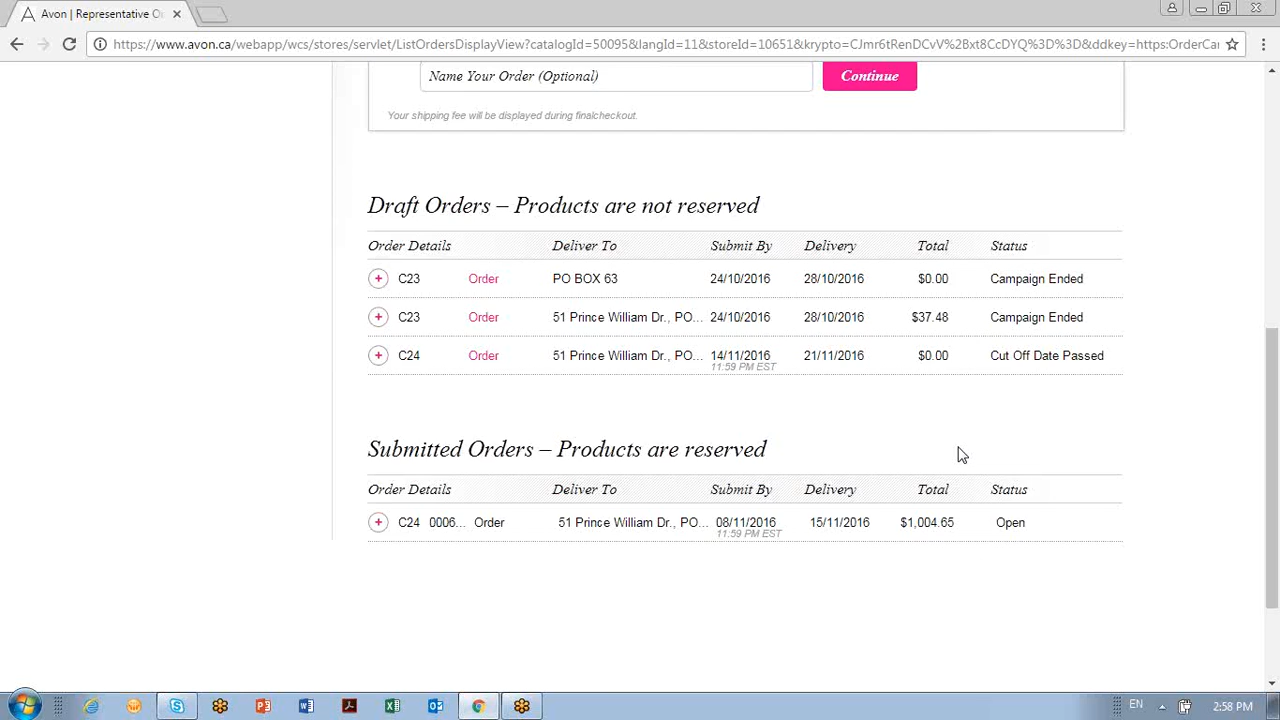 Avon | Representative Or
https://www.avon.ca/webapp/wcs/stores/servlet/ListOrdersDisplayView?catalogId=50095&langId=11&storeId=10651&krypto=CJmr6tRenDCvV%2Bxt8CcDYQ%3D%3D&ddkey=https:OrderCar
Name Your Order (Optional) Continue
Your shipping fee will be displayed during finalcheckout.
Draft Orders – Products are not reserved
Order Details Deliver To Submit By Delivery Total Status
+ C23 Order PO BOX 63 24/10/2016 28/10/2016 $0.00 Campaign Ended
+ C23 Order 51 Prince William Dr., PO... 24/10/2016 28/10/2016 $37.48 Campaign Ended
+ C24 Order 51 Prince William Dr., PO... 14/11/2016 21/11/2016 $0.00 Cut Off Date Passed
11:59 PM EST
Submitted Orders – Products are reserved
Order Details Deliver To Submit By Delivery Total Status
+ C24 0006... Order 51 Prince William Dr., PO... 08/11/2016 15/11/2016 $1,004.65 Open
11:59 PM EST
EN 2:58 PM